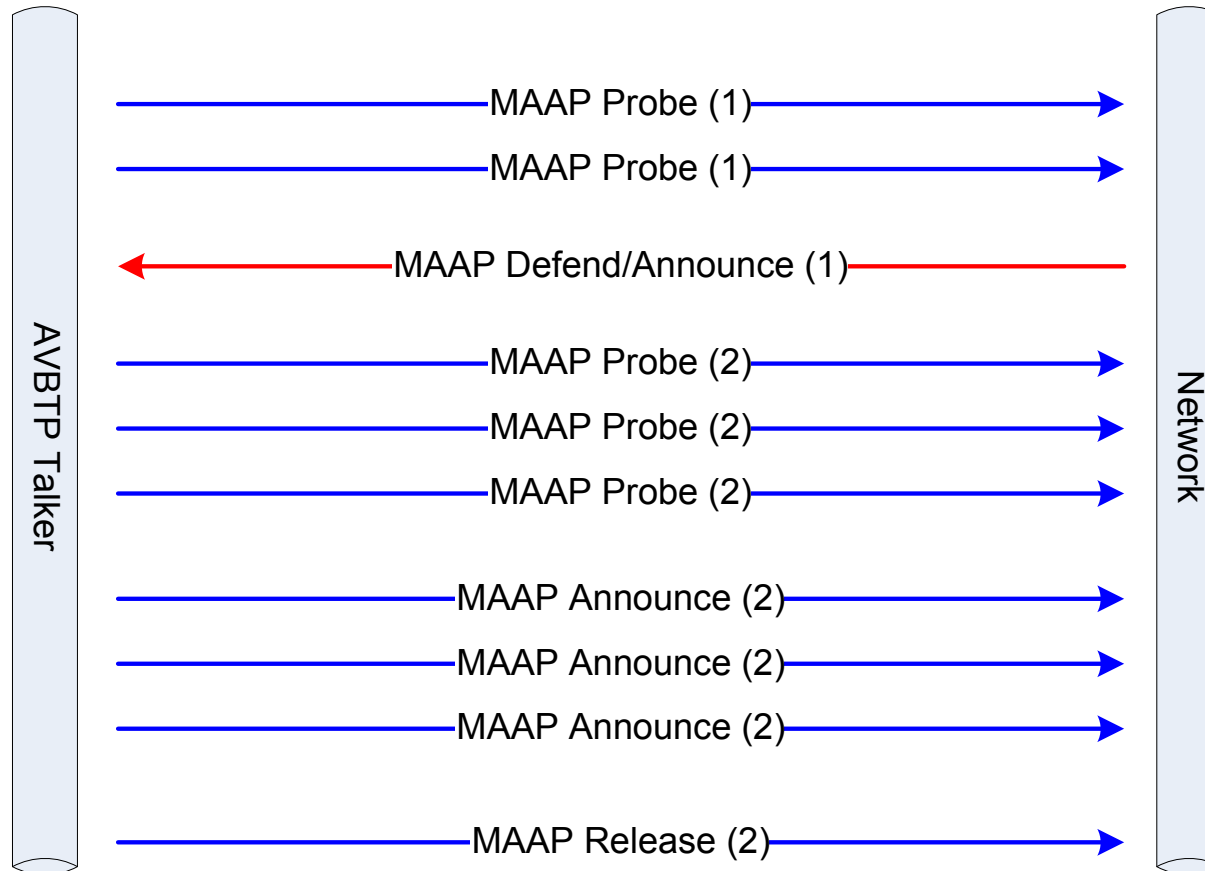 MAAP Probe (1)
MAAP Probe (1)
MAAP Defend/Announce (1)
MAAP Probe (2)
MAAP Probe (2)
MAAP Probe (2)
MAAP Announce (2)
MAAP Announce (2)
MAAP Announce (2)
MAAP Release (2)
AVBTP Talker
Network